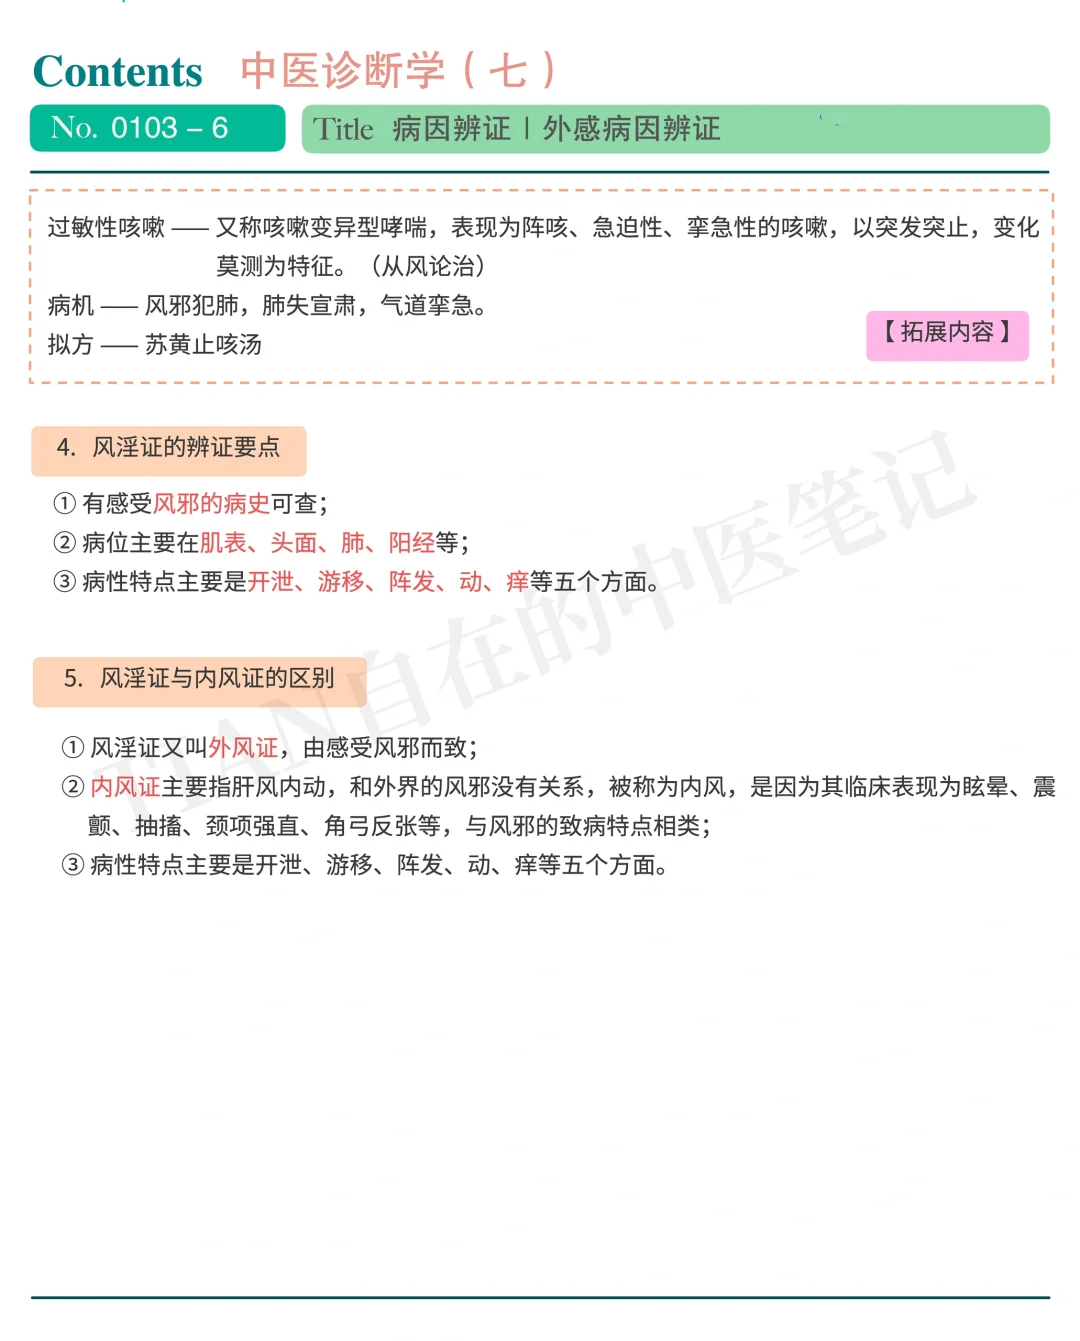 Contents 中医诊断学(七)
No. 0103 – 6
Title 病因辨证 | 外感病因辨证
过敏性咳嗽 —— 又称咳嗽变异型哮喘，表现为阵咳、急迫性、挛急性的咳嗽，以突发突止，变化
莫测为特征。（从风论治）
病机 —— 风邪犯肺，肺失宣肃，气道挛急。
拟方 —— 苏黄止咳汤
【 拓展内容 】
4. 风淫证的辨证要点
① 有感受风邪的病史可查；
② 病位主要在肌表、头面、肺、阳经等；
③ 病性特点主要是开泄、游移、阵发、动、痒等五个方面。
5. 风淫证与内风证的区别
① 风淫证又叫外风证，由感受风邪而致；
② 内风证主要指肝风内动，和外界的风邪没有关系，被称为内风，是因为其临床表现为眩晕、震
颤、抽搐、颈项强直、角弓反张等，与风邪的致病特点相类；
③ 病性特点主要是开泄、游移、阵发、动、痒等五个方面。
TIAN自在的中医笔记